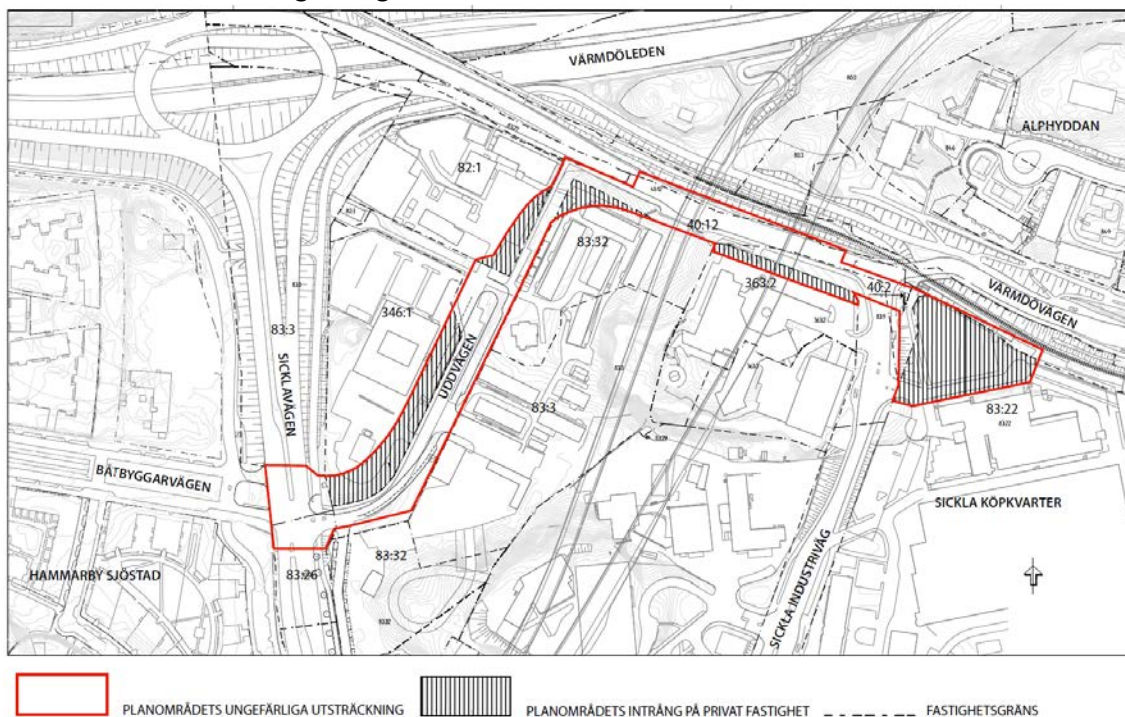 VÄRMDÖLEDEN
ALPHYDDAN
82:1
40:12
83:32
363:2
40:2
VÄRMDÖVÄGEN
346:1
83:3
SICKLAVÄGEN
UDDVÄGEN
83:3
83:22
BÅTBYGGARVÄGEN
SICKLA KÖPKVARTER
83:32
HAMMARBY SJÖSTAD
83:26
SICKLA INDUSTRIVÄG
PLANOMRÅDETS UNGEFÄRLIGA UTSTRÄCKNING
PLANOMRÅDETS INTRÅNG PÅ PRIVAT FASTIGHET
FASTIGHETSGRÄNS